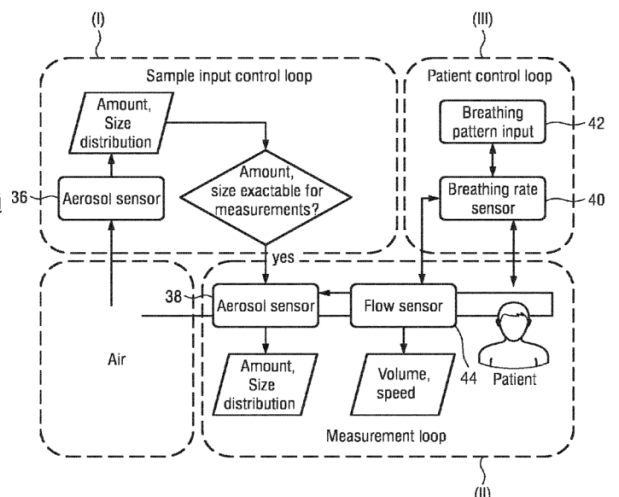 (I)
(III)
Sample input control loop
Patient control loop
Amount,
Size
distribution
Breathing
pattern input
42
Amount,
size exactable for
measurements?
36
Aerosol sensor
Breathing rate
sensor
40
yes
38
Aerosol sensor
Flow sensor
Air
Amount,
Size
distribution
Volume,
speed
44
Patient
Measurement loop
(II)